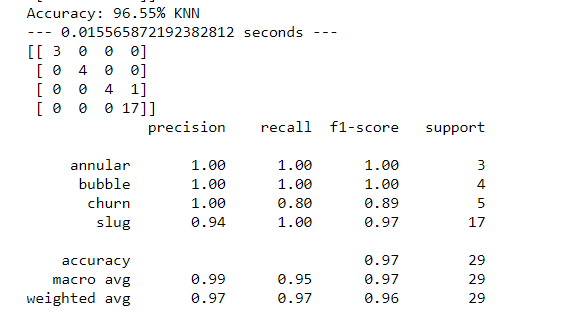 Accuracy: 96.55% KNN
--- 0.015565872192382812 seconds ---
[[ 3  0  0  0]
 [ 0  4  0  0]
 [ 0  0  4  1]
 [ 0  0  0 17]]
              precision    recall  f1-score   support
     annular       1.00      1.00      1.00         3
      bubble       1.00      1.00      1.00         4
       churn       1.00      0.80      0.89         5
        slug       0.94      1.00      0.97        17
    accuracy                           0.97        29
   macro avg       0.99      0.95      0.97        29
weighted avg       0.97      0.97      0.96        29